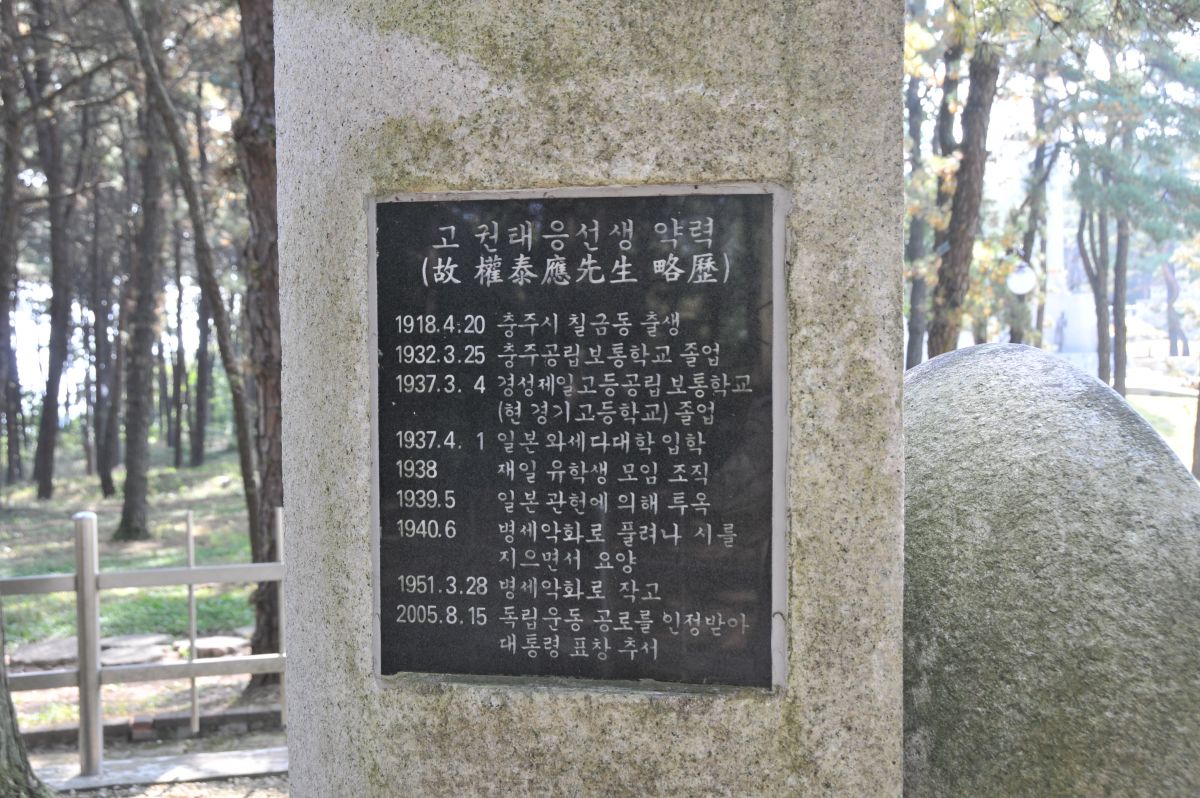 고 권태응선생 약력
(故 權泰應先生 略歷)
1918.4.20 충주시 칠금동 출생
1932.3.25 충주공립보통학교 졸업
1937.3. 4 경성제일고등공립보통학교
(현 경기고등학교) 졸업
1937.4. 1 일본 와세다대학 입학
1938 재일 유학생 모임 조직
1939.5 일본 관헌에 의해 투옥
1940.6 병세악화로 풀려나 시를
지으면서 요양
1951.3.28 병세악화로 작고
2005.8.15 독립운동 공로를 인정받아
대통령 표창 추서